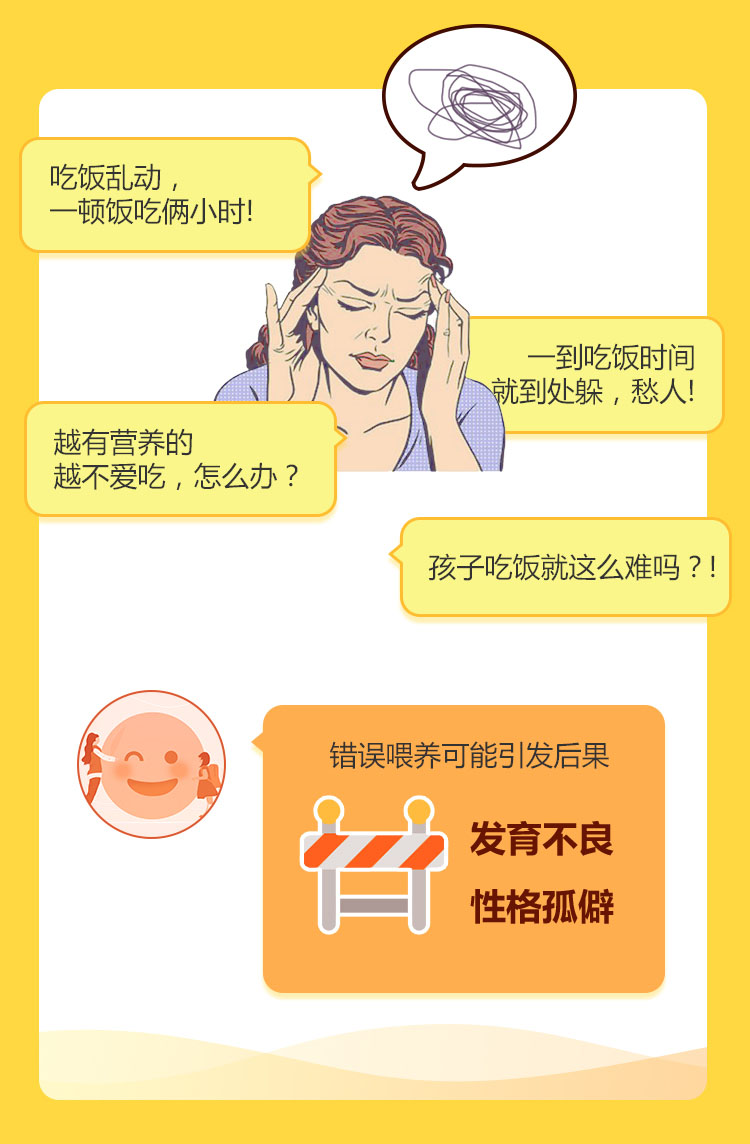 吃饭乱动，
一顿饭吃俩小时!
一到吃饭时间
就到处躲，愁人!
越有营养的
越不爱吃，怎么办？
孩子吃饭就这么难吗？!
错误喂养可能引发后果
发育不良
性格孤僻